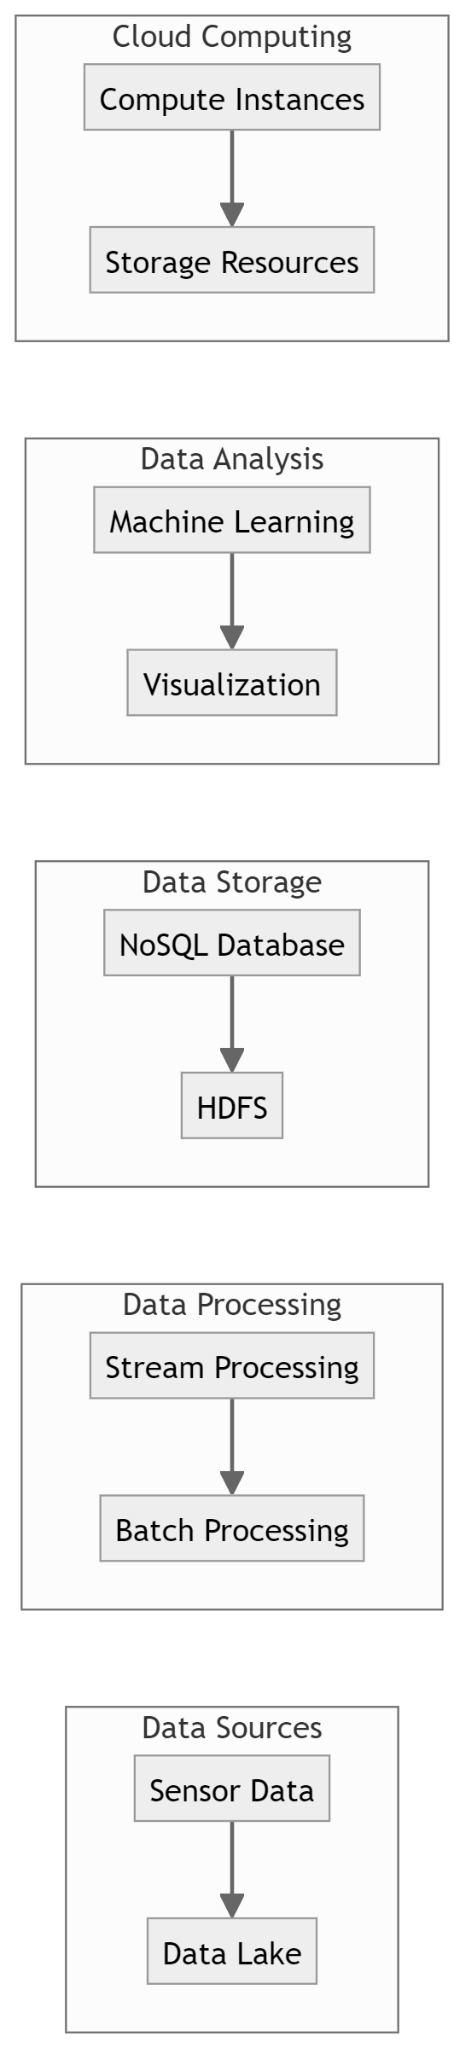 Cloud Computing
Compute Instances
Storage Resources
Data Analysis
Machine Learning
Visualization
Data Storage
NoSQL Database
HDFS
Data Processing
Stream Processing
Batch Processing
Data Sources
Sensor Data
Data Lake